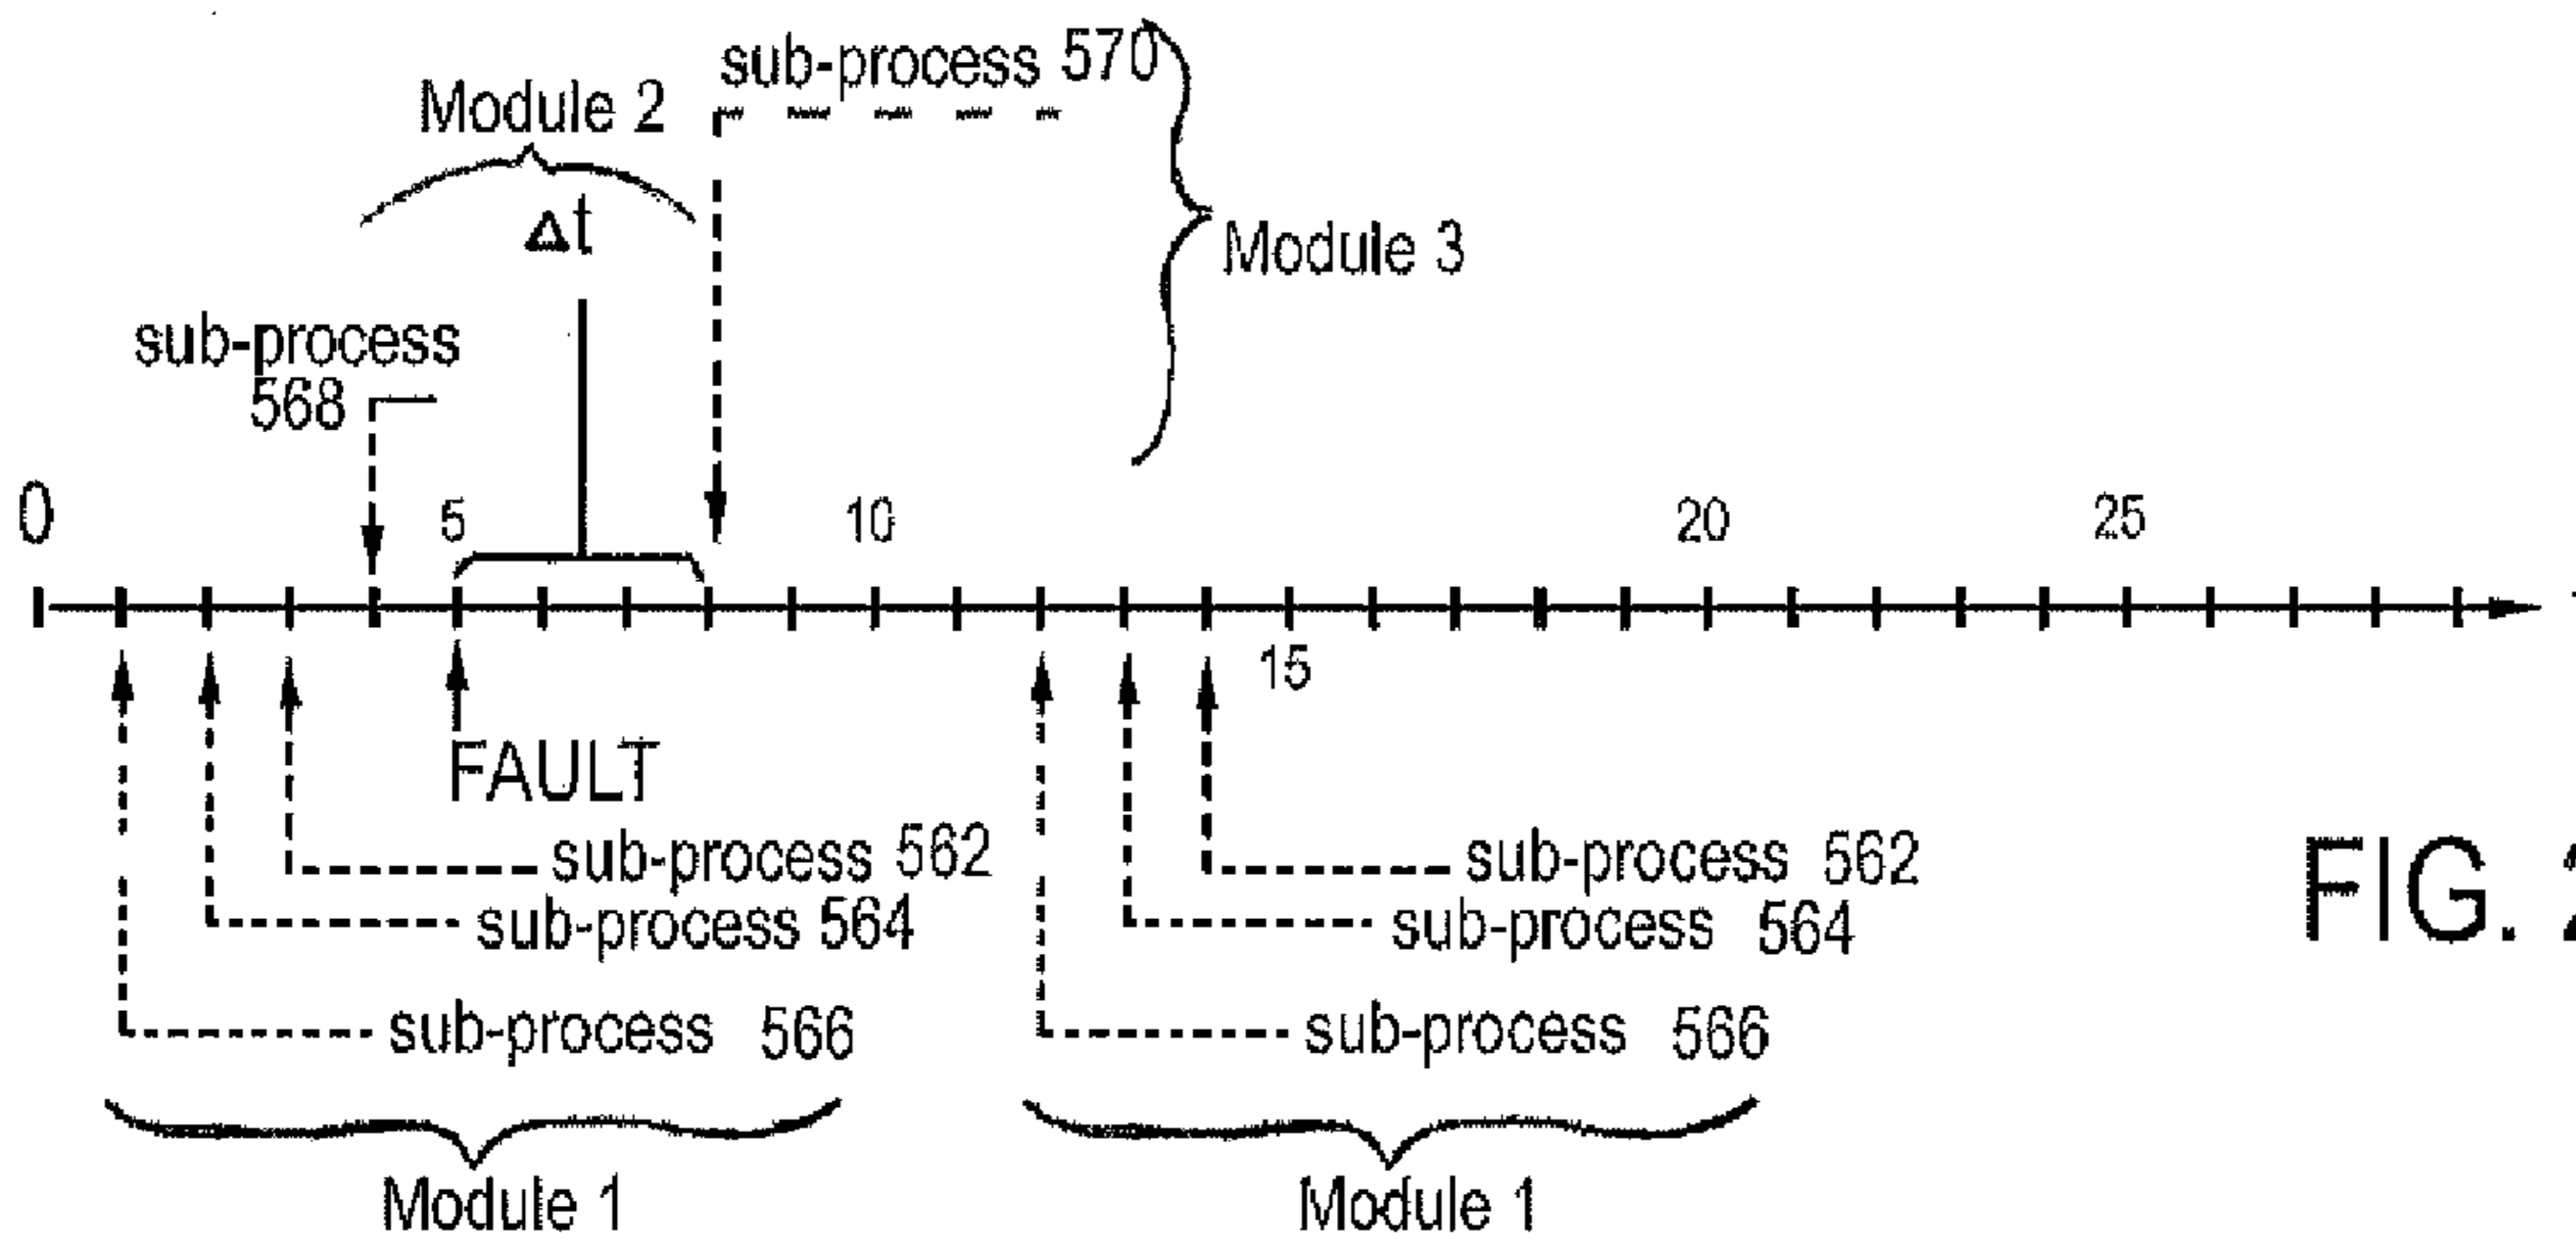 sub-process 570
Module 2
Δt
Module 3
sub-process
568
0
5
10
20
25
15
FAULT
sub-process 562
sub-process 562
sub-process 564
sub-process 564
sub-process 566
sub-process 566
Module 1
Module 1
FIG.